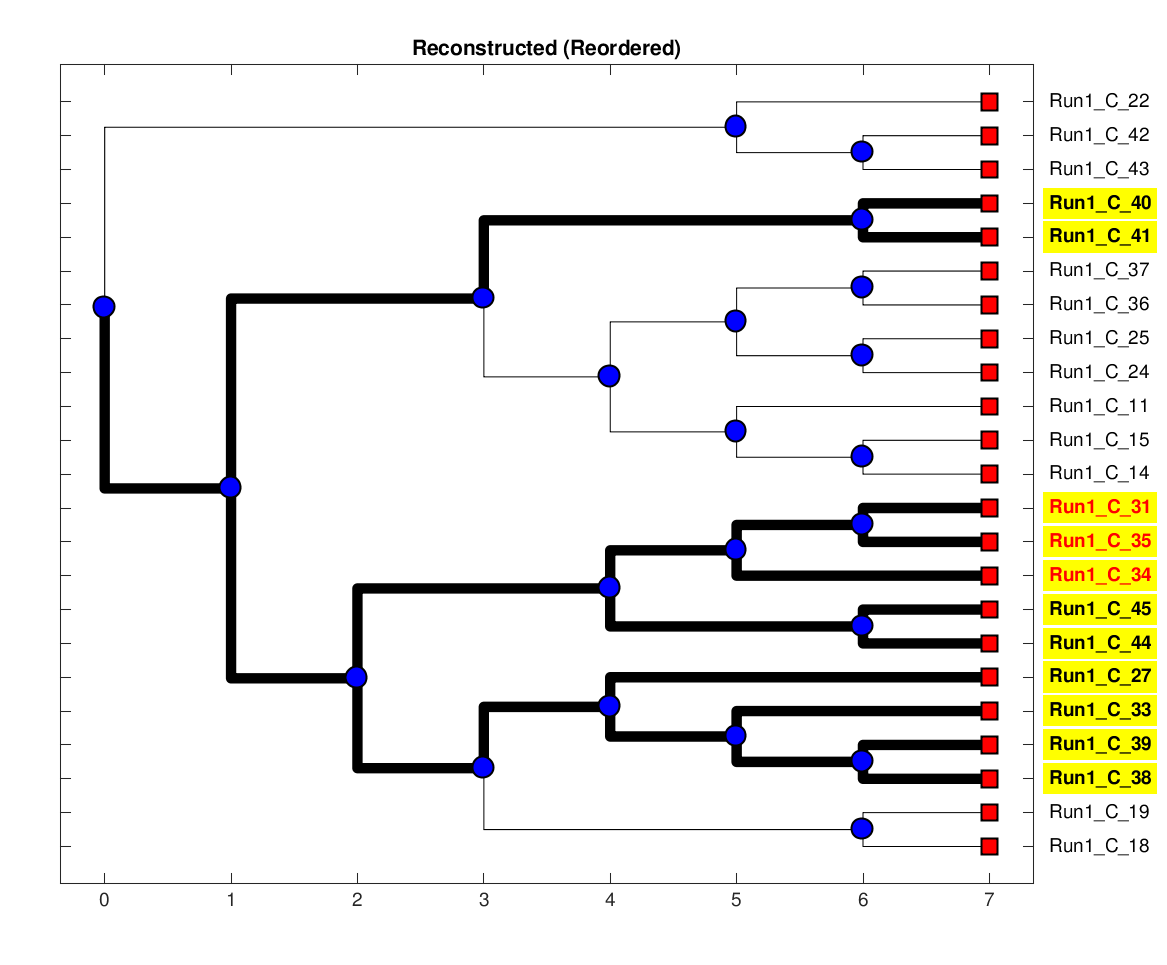 Reconstructed (Reordered)
Run1_C_22
Run1_C_42
Run1_C_43
Run1_C_40
Run1_C_41
Run1_C_37
Run1_C_36
Run1_C_25
Run1_C_24
Run1_C_11
Run1_C_15
Run1_C_14
Run1_C_31
Run1_C_35
Run1_C_34
Run1_C_45
Run1_C_44
Run1_C_27
Run1_C_33
Run1_C_39
Run1_C_38
Run1_C_19
Run1_C_18
0 1 2 3 4 5 6 7